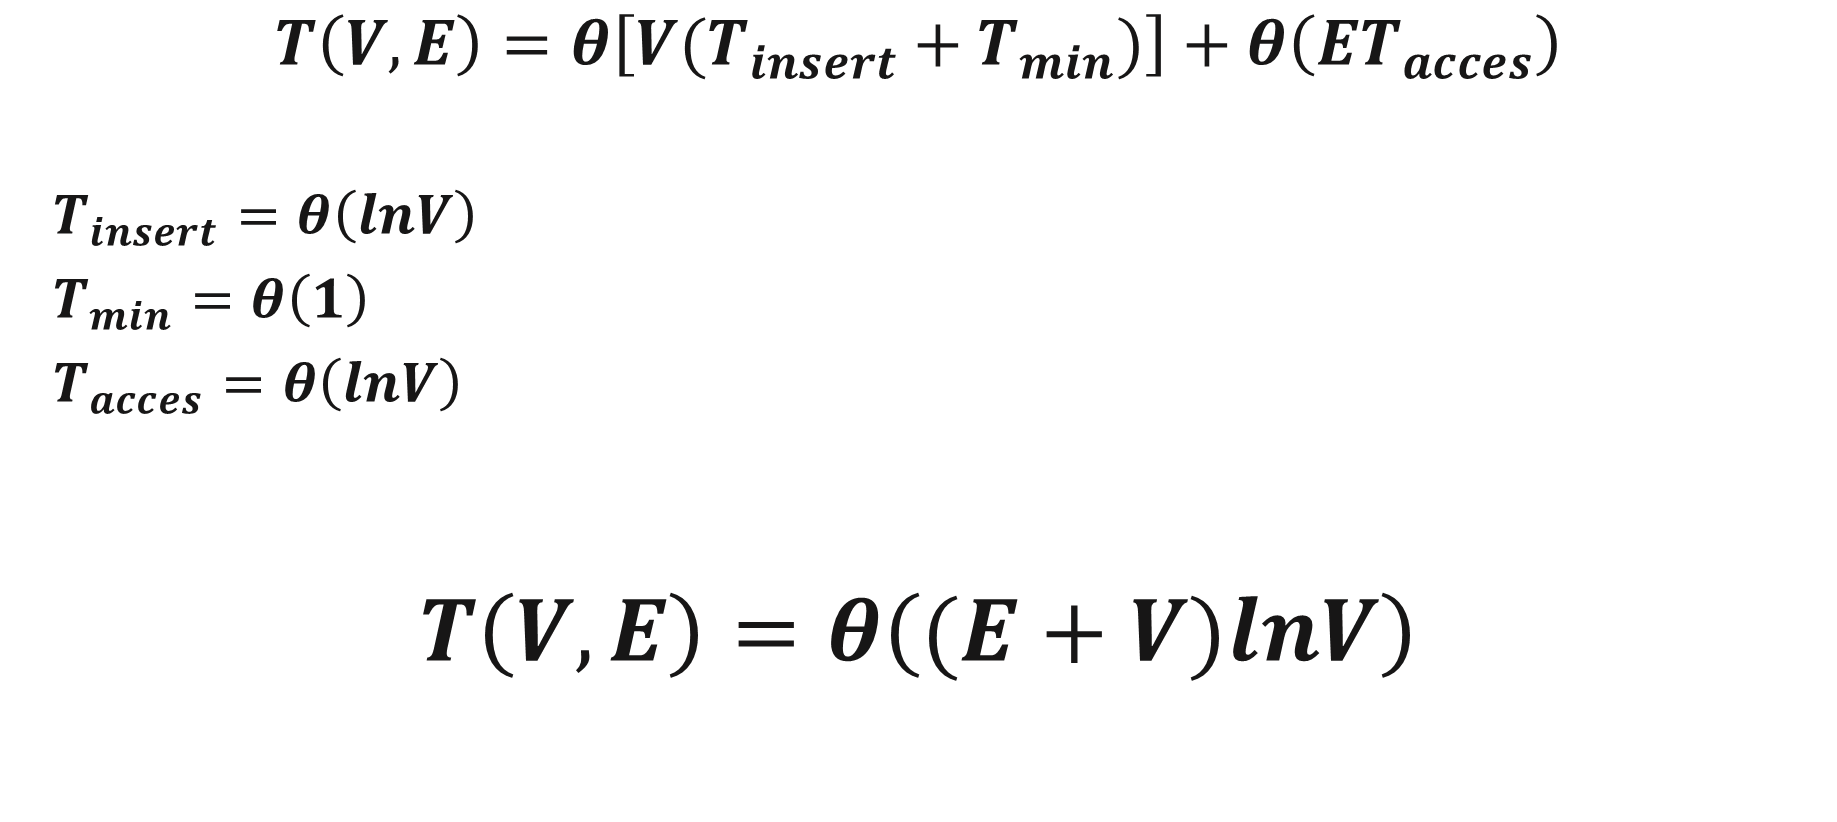 T(V, E) = θ[V(T_insert + T_min)] + θ(ET_acces)
T_insert = θ(lnV)
T_min = θ(1)
T_acces = θ(lnV)
T(V, E) = θ((E + V)lnV)